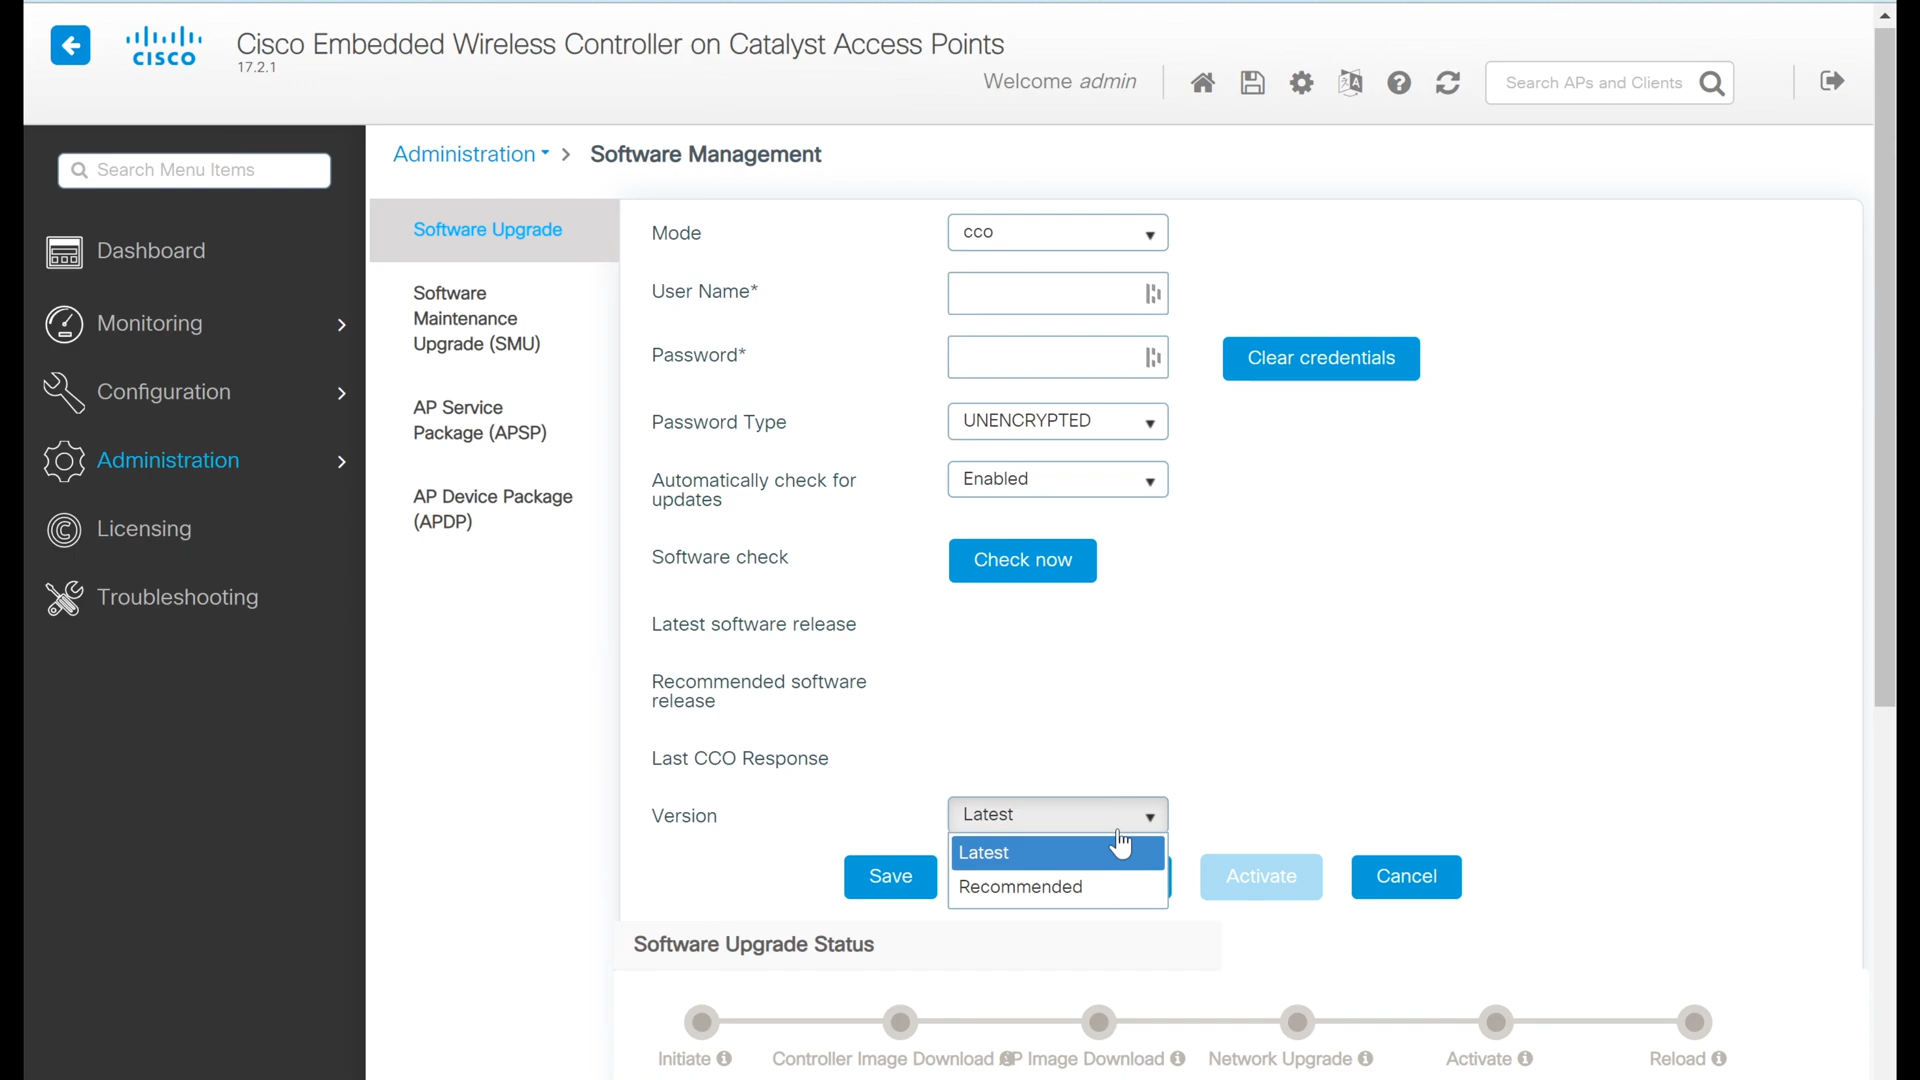 CISCO
Cisco Embedded Wireless Controller on Catalyst Access Points
17.2.1
Welcome admin
Search APs and Clients
Search Menu Items
Dashboard
Monitoring
Configuration
Administration
Licensing
Troubleshooting
Administration > Software Management
Software Upgrade
Software
Maintenance
Upgrade (SMU)
AP Service
Package (APSP)
AP Device Package
(APDP)
Mode
cco
User Name*
Password*
Clear credentials
Password Type
UNENCRYPTED
Automatically check for
updates
Enabled
Software check
Check now
Latest software release
Recommended software
release
Last CCO Response
Version
Latest
Latest
Recommended
Save
Activate
Cancel
Software Upgrade Status
Initiate
Controller Image Download
P Image Download
Network Upgrade
Activate
Reload